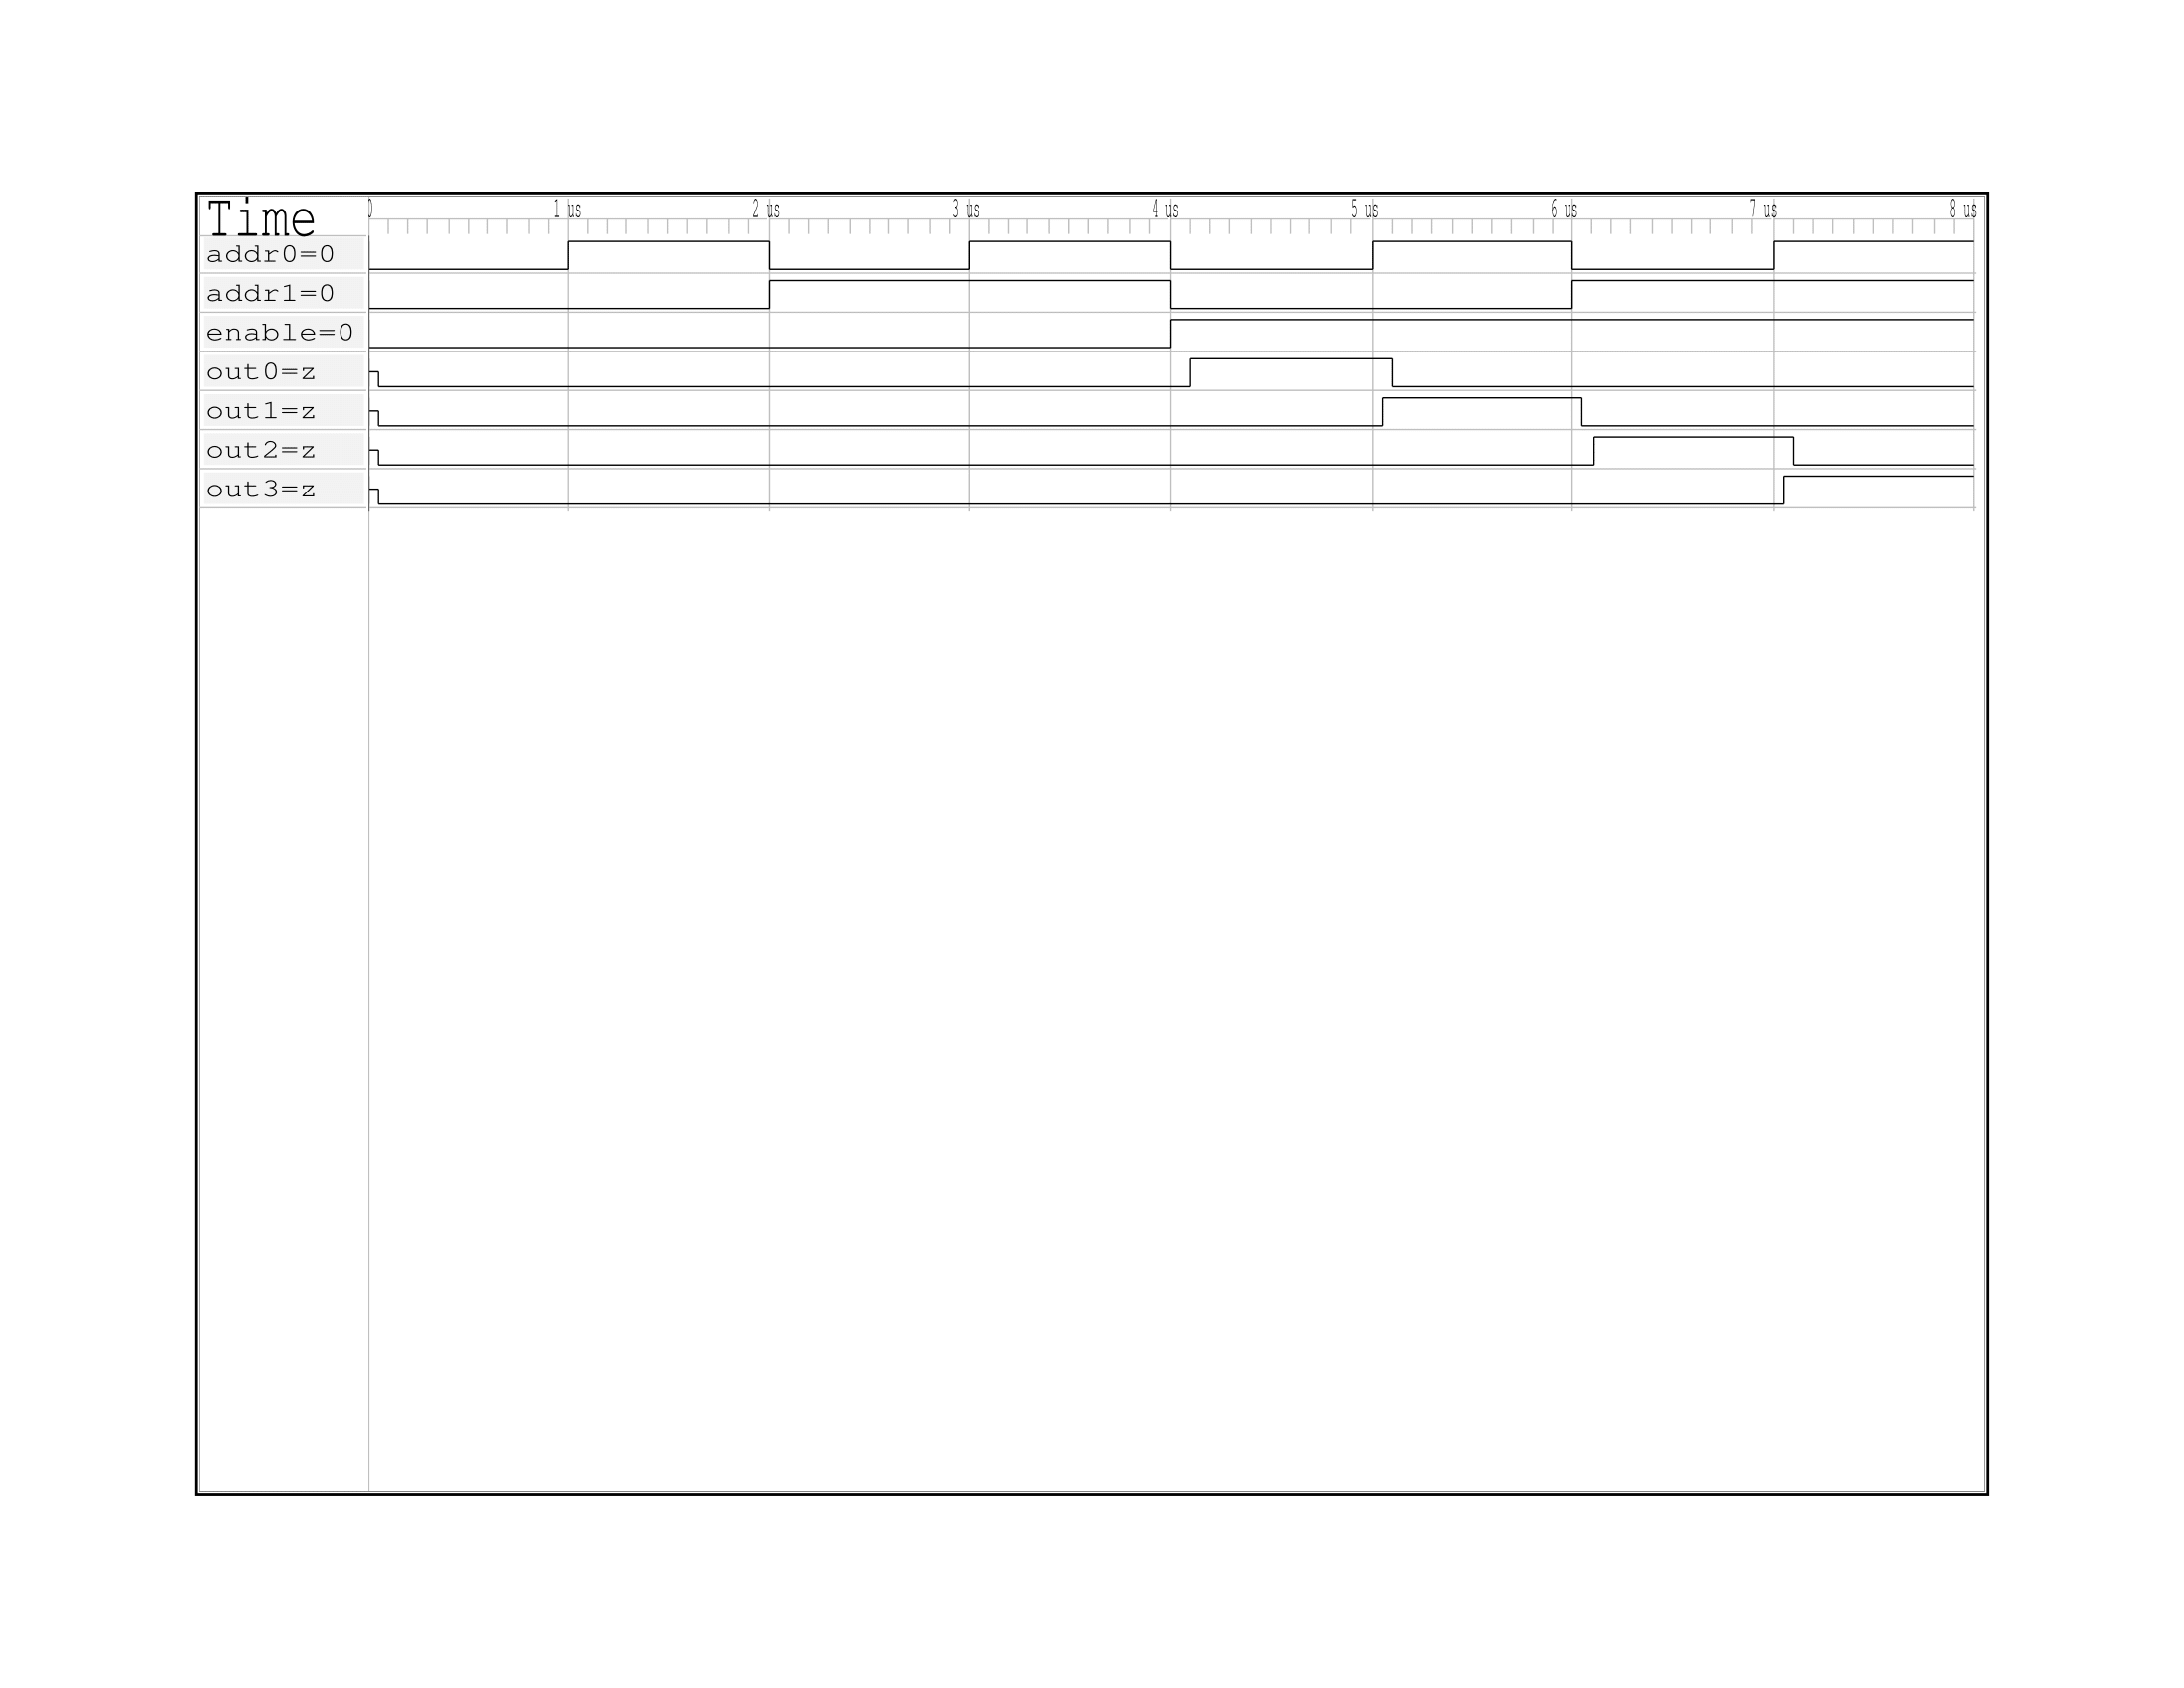 Time
0 1 us 2 us 3 us 4 us 5 us 6 us 7 us 8 us
addr0=0
addr1=0
enable=0
out0=z
out1=z
out2=z
out3=z